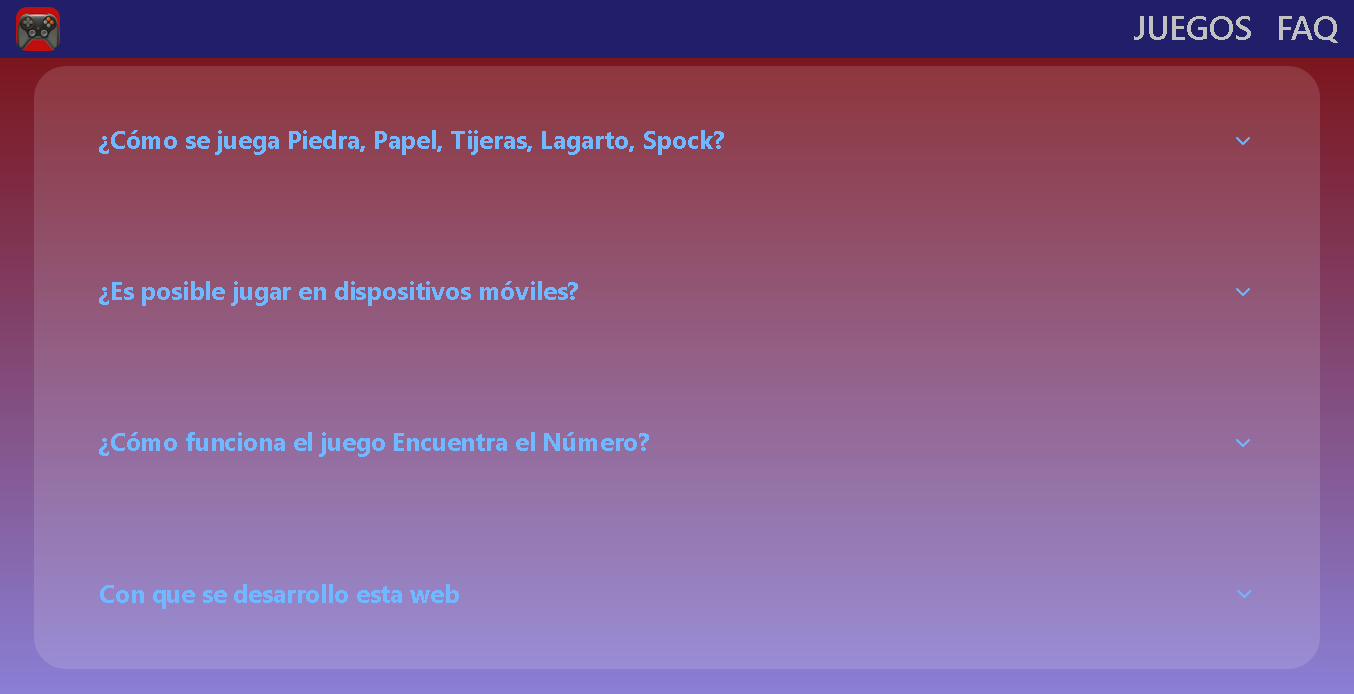 JUEGOS FAQ
¿Cómo se juega Piedra, Papel, Tijeras, Lagarto, Spock?
¿Es posible jugar en dispositivos móviles?
¿Cómo funciona el juego Encuentra el Número?
Con que se desarrollo esta web